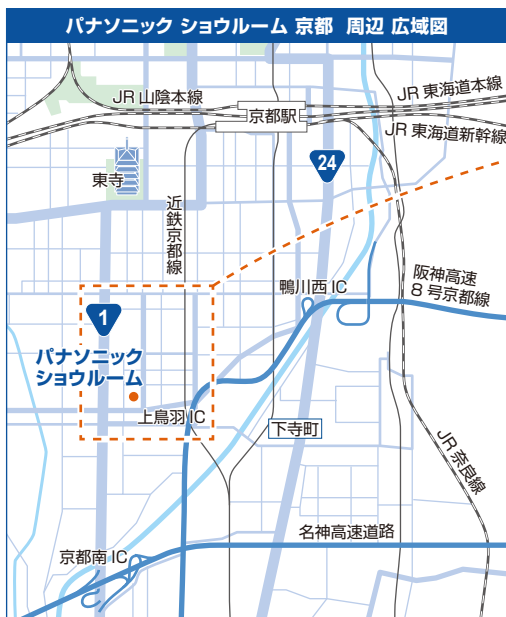 パナソニック ショウルーム 京都 周辺 広域図
JR 山陰本線
JR 東海道本線
京都駅
JR 東海道新幹線
24
東寺
近鉄京都線
鴨川西 IC
阪神高速
8 号京都線
1
パナソニック
ショウルーム
上鳥羽 IC
下寺町
JR 奈良線
名神高速道路
京都南 IC